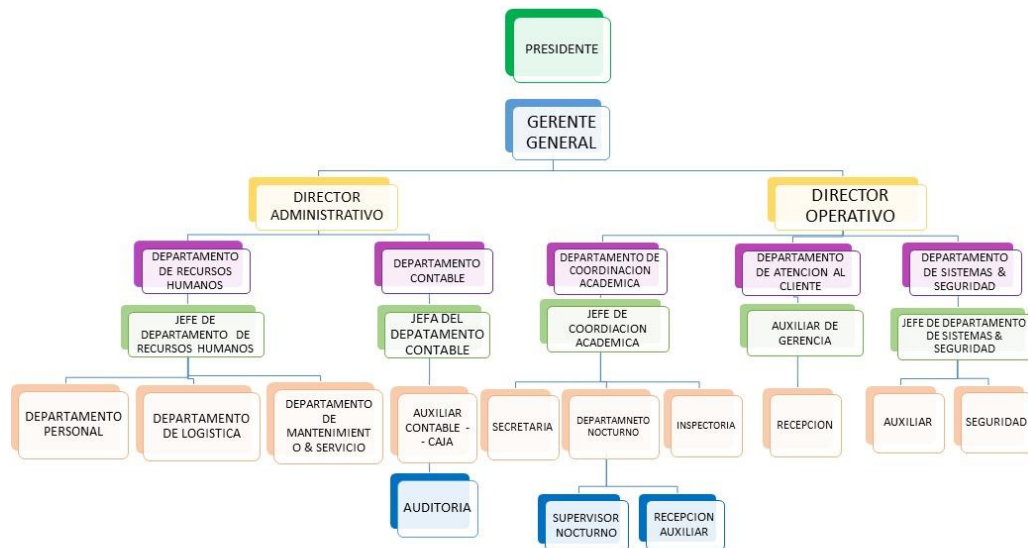 PRESIDENTE
GERENTE
GENERAL
DIRECTOR
ADMINISTRATIVO
DIRECTOR
OPERATIVO
DEPARTAMENTO
DE RECURSOS
HUMANOS
DEPARTAMENTO
CONTABLE
DEPARTAMENTO DE
COORDINACION
ACADEMICA
DEPARTAMENTO
DE ATENCION AL
CLIENTE
DEPARTAMENTO
DE SISTEMAS &
SEGURIDAD
JEFE DE
DEPARTAMENTO DE
RECURSOS HUMANOS
JEFA DEL
DEPATAMENTO
CONTABLE
JEFE DE
COORDIACION
ACADEMICA
AUXILIAR DE
GERENCIA
JEFE DE DEPARTAMENTO
DE SISTEMAS &
SEGURIDAD
DEPARTAMENTO
PERSONAL
DEPARTAMENTO
DE LOGISTICA
DEPARTAMENTO
DE
MANTENIMIENT
O & SERVICIO
AUXILIAR
CONTABLE -
- CAJA
SECRETARIA
DEPARTAMNETO
NOCTURNO
INSPECTORIA
RECEPCION
AUXILIAR
SEGURIDAD
AUDITORIA
SUPERVISOR
NOCTURNO
RECEPCION
AUXILIAR